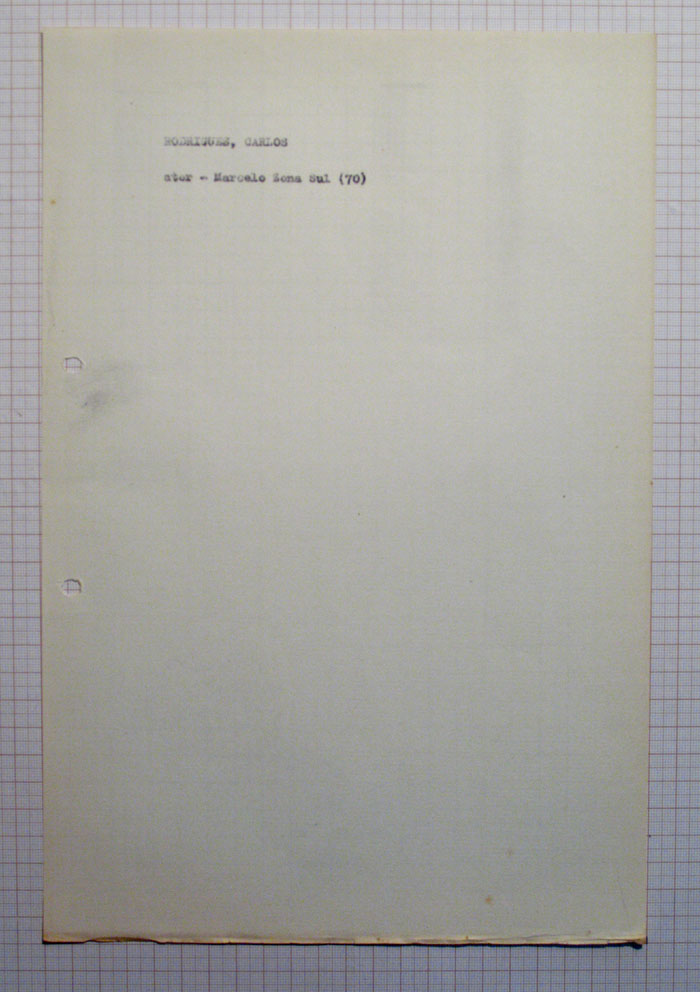 RODRIGUES, CARLOS
ator - Marcelo Zona Sul (70)